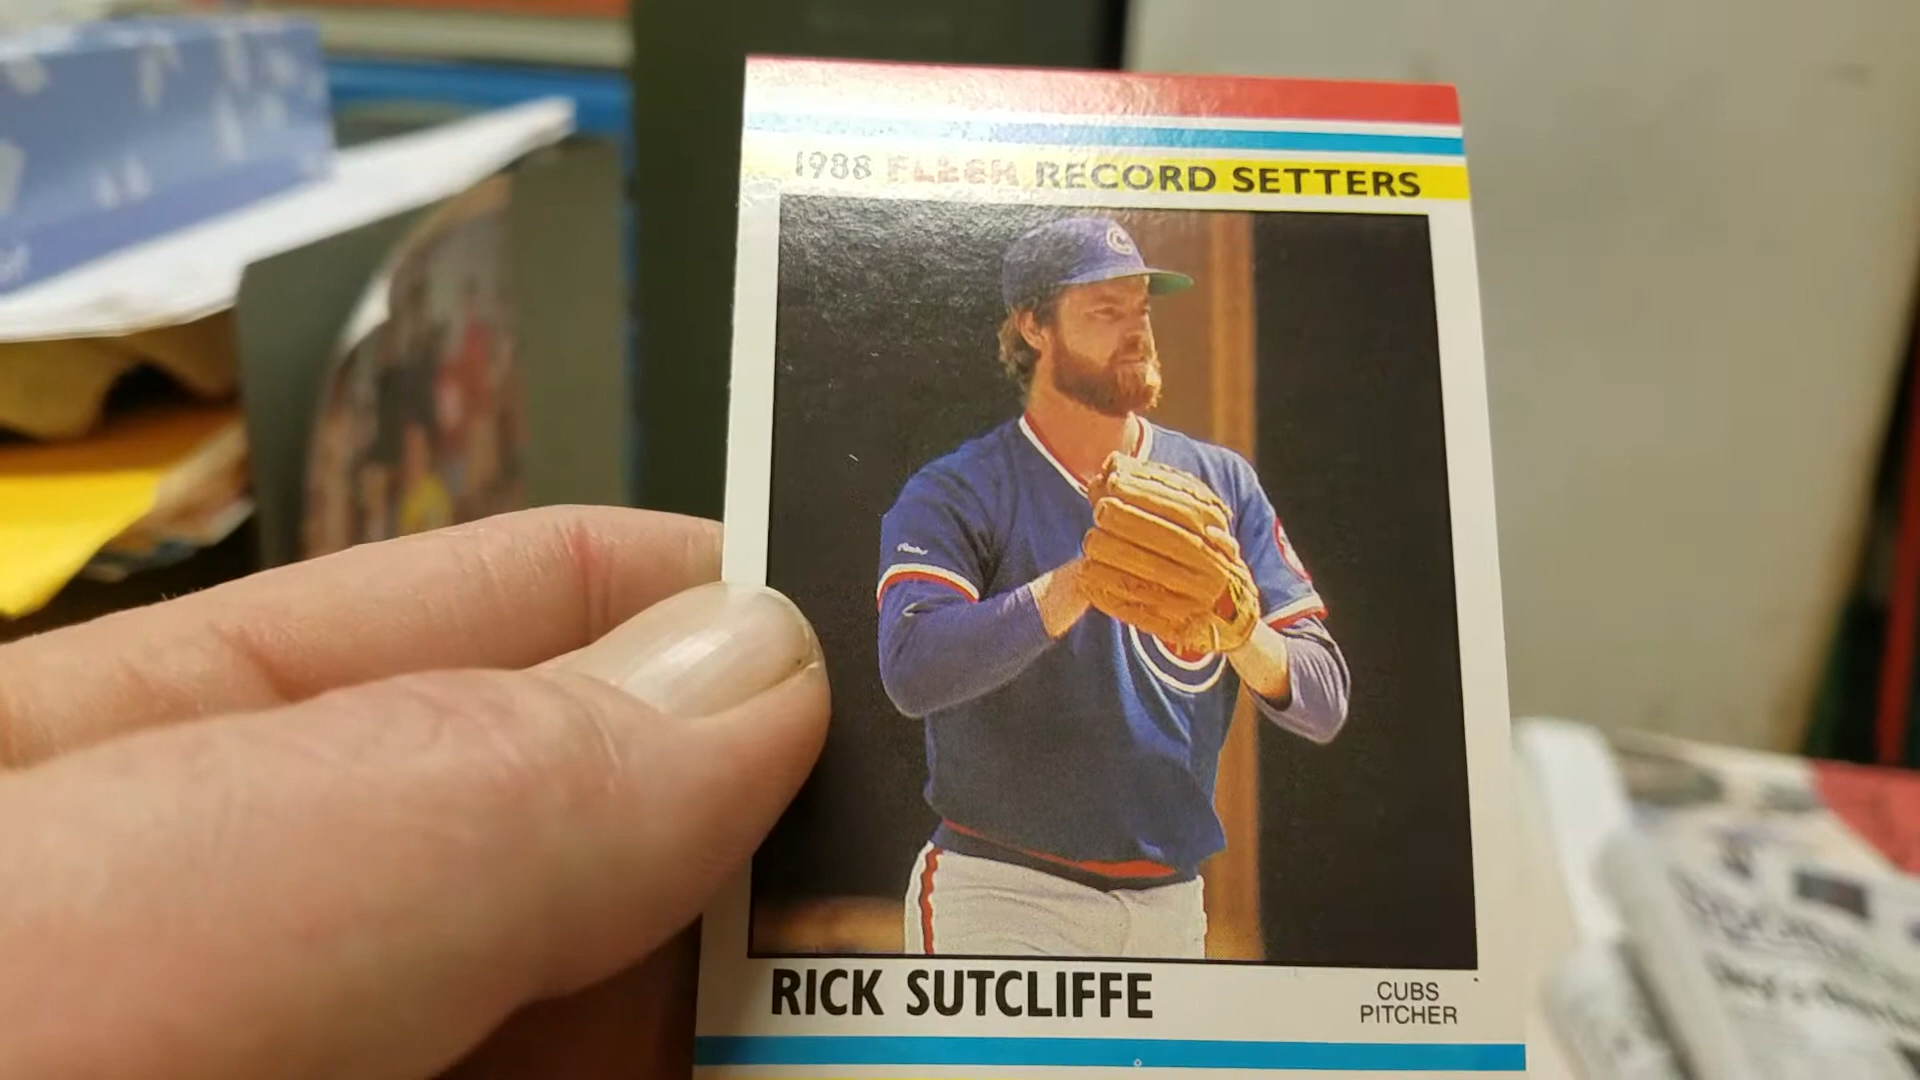 1988 FLEER RECORD SETTERS
RICK SUTCLIFFE
CUBS
PITCHER